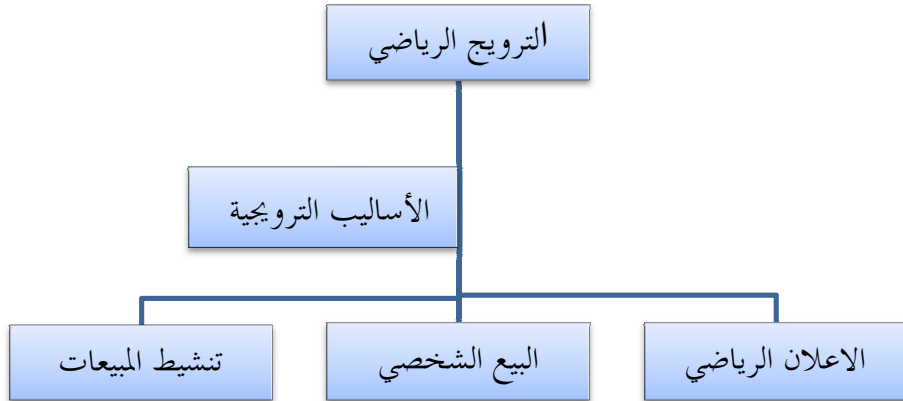 الترويج الرياضي
الأساليب الترويجية
الاعلان الرياضي
البيع الشخصي
تنشيط المبيعات